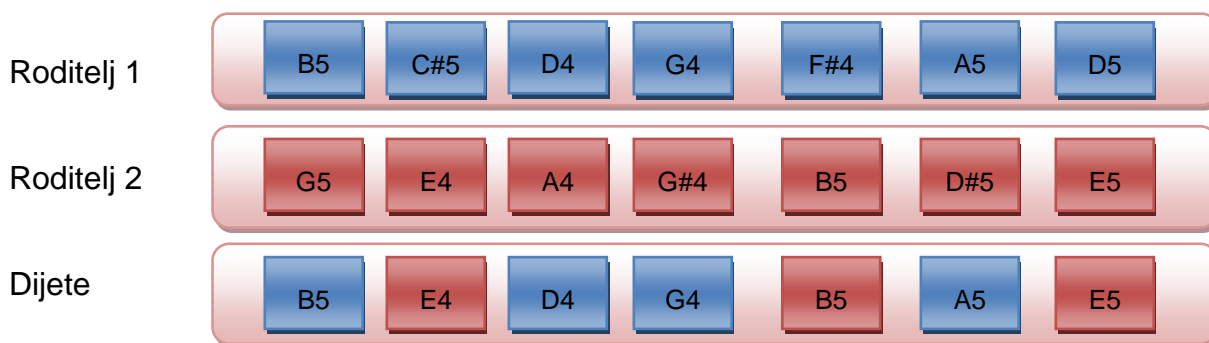 Roditelj 1 B5 C#5 D4 G4 F#4 A5 D5
Roditelj 2 G5 E4 A4 G#4 B5 D#5 E5
Dijete B5 E4 D4 G4 B5 A5 E5